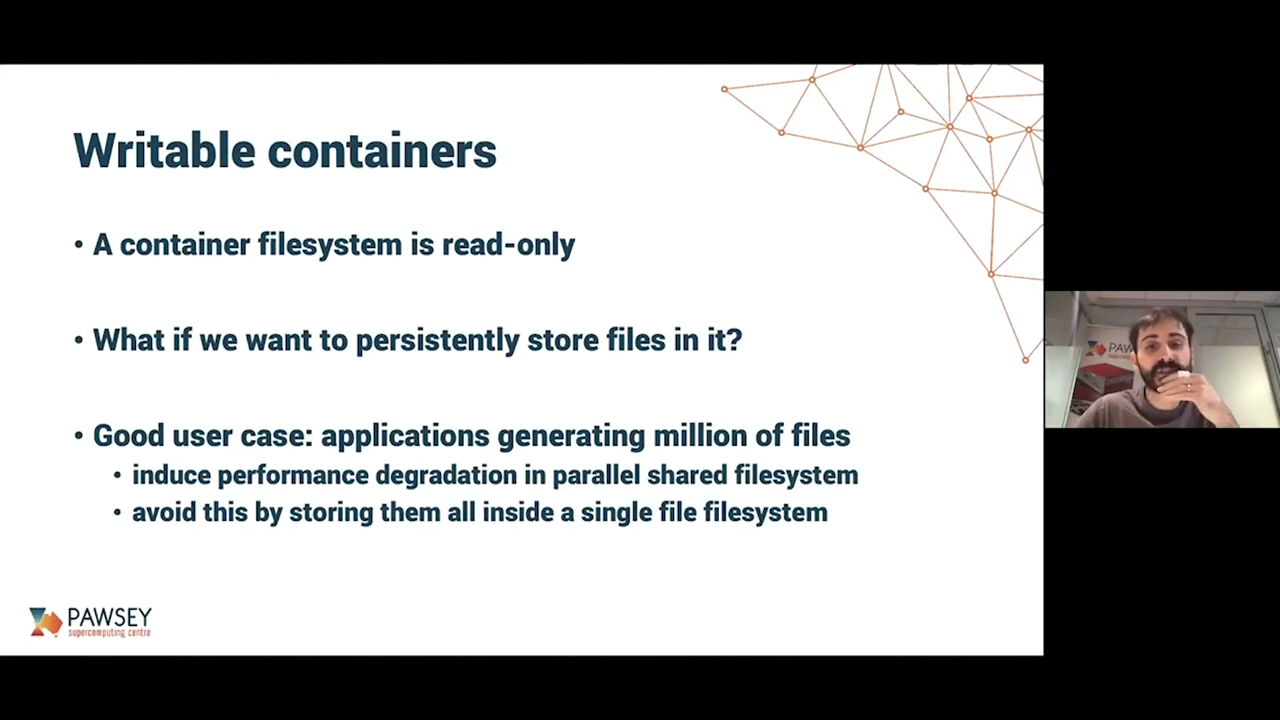 Writable containers
• A container filesystem is read-only
• What if we want to persistently store files in it?
• Good user case: applications generating million of files
• induce performance degradation in parallel shared filesystem
• avoid this by storing them all inside a single file filesystem
PAWSEY
supercomputing centre
PAWS